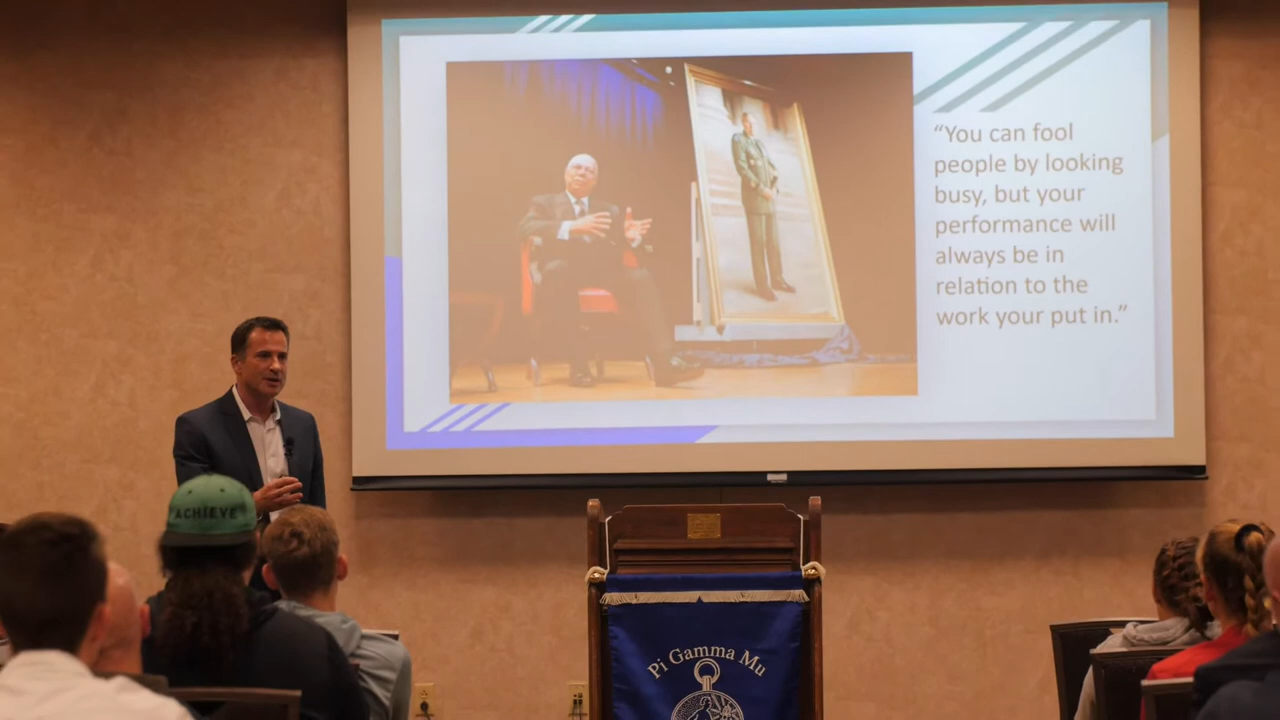 “You can fool
people by looking
busy, but your
performance will
always be in
relation to the
work your put in.”
ACHIEVE
Pi Gamma Mu